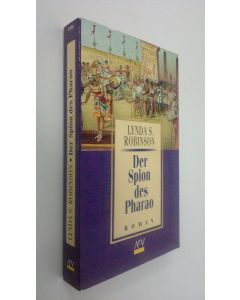 LYNDA S. ROBINSON • Der Spion des Pharao
LYNDA S.
ROBINSON
Der
Spion
des
Pharao
ROMAN